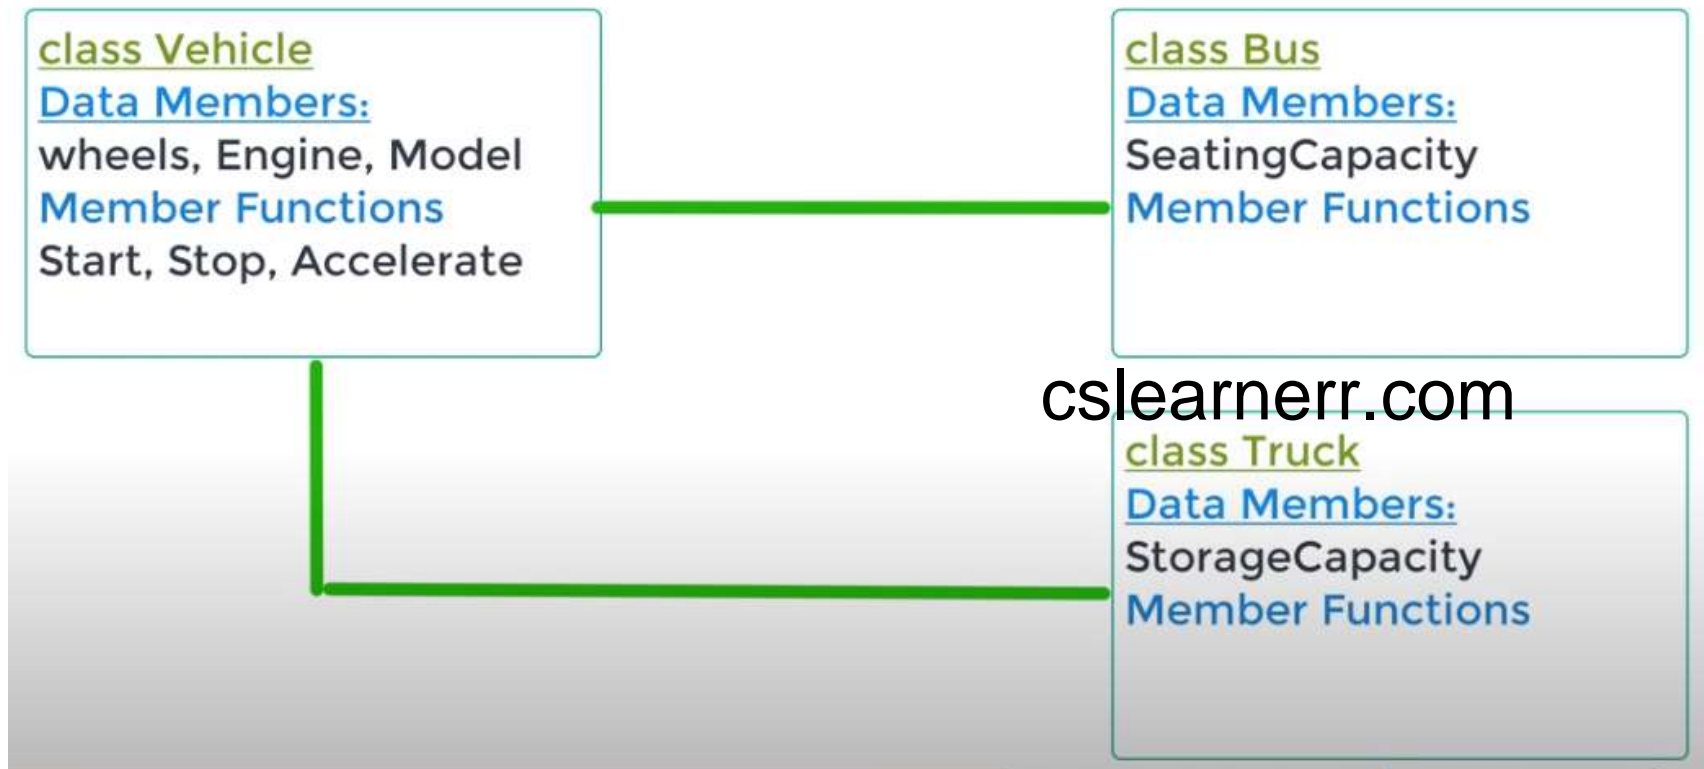 class Vehicle
Data Members:
wheels, Engine, Model
Member Functions
Start, Stop, Accelerate
class Bus
Data Members:
SeatingCapacity
Member Functions
cslearnerr.com
class Truck
Data Members:
StorageCapacity
Member Functions